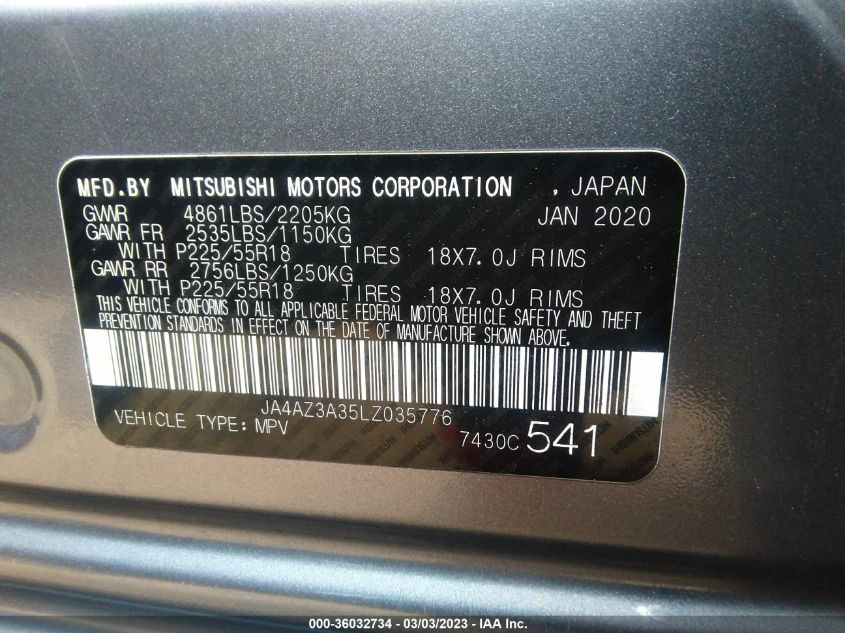 MFD.BY MITSUBISHI MOTORS CORPORATION , JAPAN
GVWR 4861LBS/2205KG JAN 2020
GAWR FR 2535LBS/1150KG
WITH P225/55R18 TIRES 18X7.0J RIMS
GAWR RR 2756LBS/1250KG
WITH P225/55R18 TIRES 18X7.0J RIMS
THIS VEHICLE CONFORMS TO ALL APPLICABLE FEDERAL MOTOR VEHICLE SAFETY AND THEFT
PREVENTION STANDARDS IN EFFECT ON THE DATE OF MANUFACTURE SHOWN ABOVE.
JA4AZ3A35LZ035776
VEHICLE TYPE: MPV 7430C 541
000-36032734 - 03/03/2023 - IAA Inc.